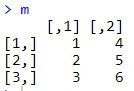 > m
     [,1] [,2]
[1,]    1    4
[2,]    2    5
[3,]    3    6